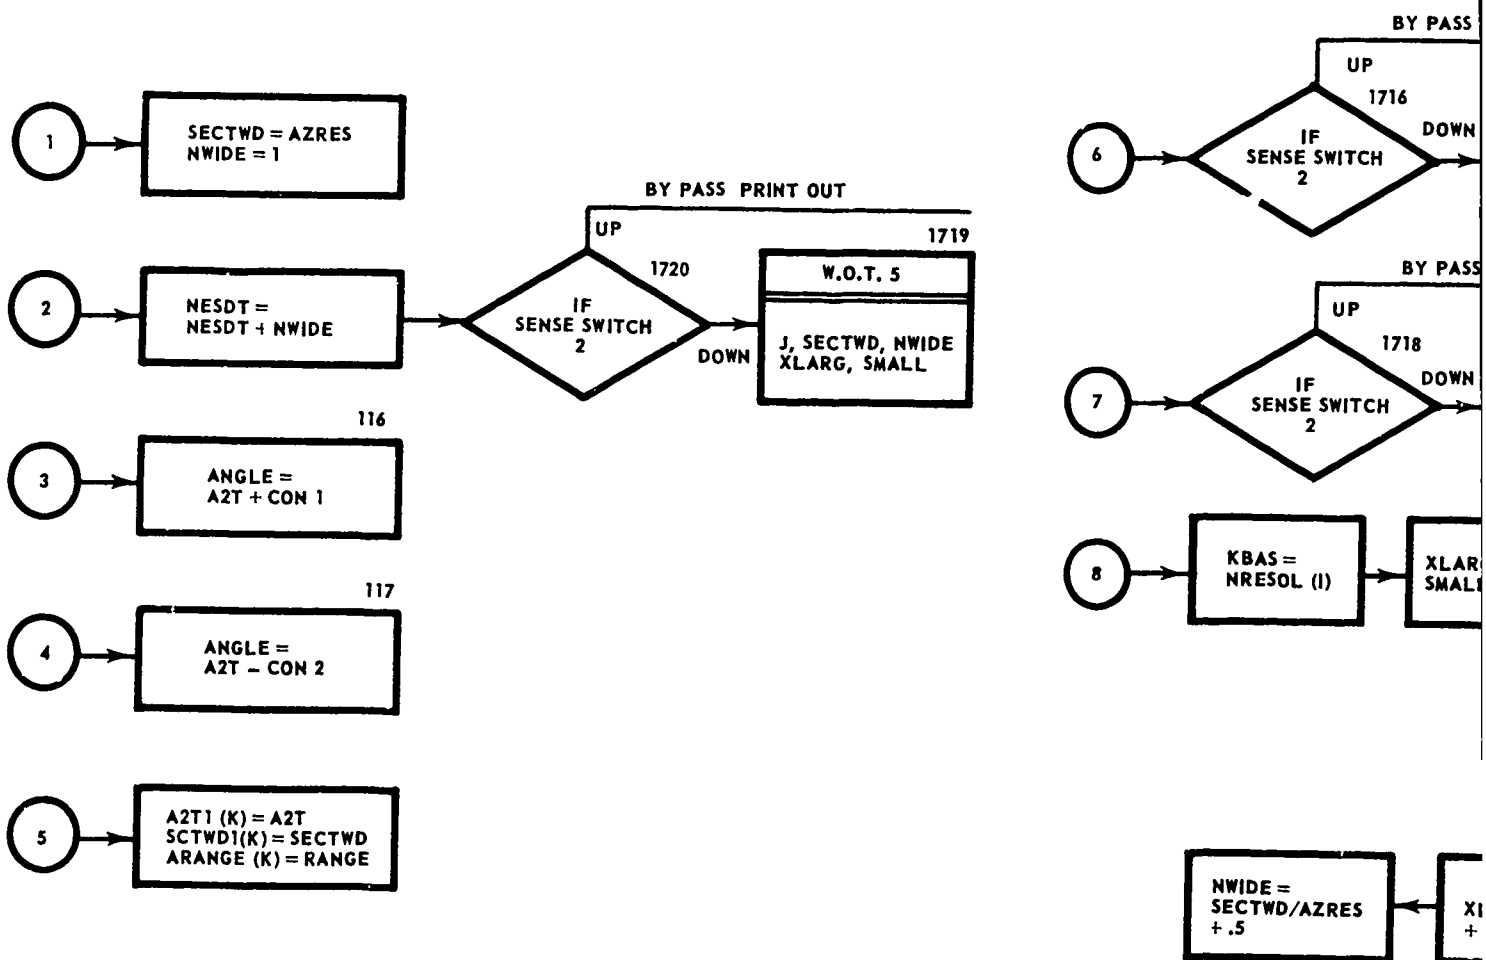 1
SECTWD = AZRES
NWIDE = 1
2
NESDT =
NESDT + NWIDE
BY PASS PRINT OUT
UP
1720
IF
SENSE SWITCH
2
DOWN
1719
W.O.T. 5
J, SECTWD, NWIDE
XLARG, SMALL
3
116
ANGLE =
A2T + CON 1
4
117
ANGLE =
A2T – CON 2
5
A2T1 (K) = A2T
SCTWD1(K) = SECTWD
ARANGE (K) = RANGE
BY PASS
UP
1716
6
IF
SENSE SWITCH
2
DOWN
BY PASS
UP
1718
7
IF
SENSE SWITCH
2
DOWN
8
KBAS =
NRESOL (I)
XLAR
SMAL
NWIDE =
SECTWD/AZRES
+ .5
+